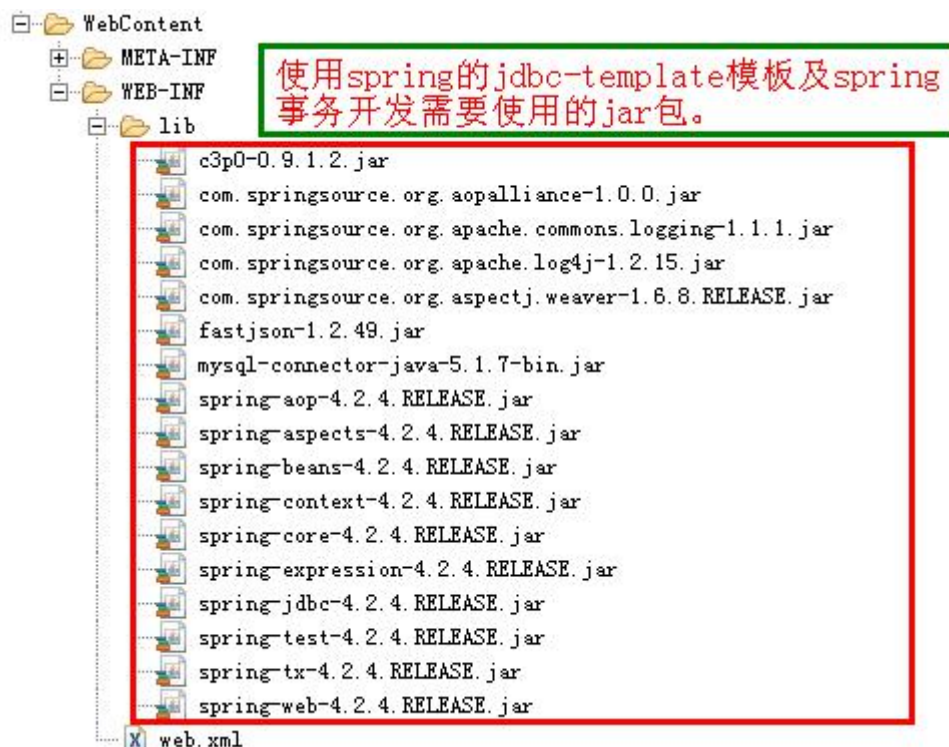 WebContent
META-INF
WEB-INF
使用spring的jdbc-template模板及spring
事务开发需要使用的jar包。
lib
c3p0-0.9.1.2.jar
com.springsource.org.aopalliance-1.0.0.jar
com.springsource.org.apache.commons.logging-1.1.1.jar
com.springsource.org.apache.log4j-1.2.15.jar
com.springsource.org.aspectj.weaver-1.6.8.RELEASE.jar
fastjson-1.2.49.jar
mysql-connector-java-5.1.7-bin.jar
spring-aop-4.2.4.RELEASE.jar
spring-aspects-4.2.4.RELEASE.jar
spring-beans-4.2.4.RELEASE.jar
spring-context-4.2.4.RELEASE.jar
spring-core-4.2.4.RELEASE.jar
spring-expression-4.2.4.RELEASE.jar
spring-jdbc-4.2.4.RELEASE.jar
spring-test-4.2.4.RELEASE.jar
spring-tx-4.2.4.RELEASE.jar
spring-web-4.2.4.RELEASE.jar
web.xml